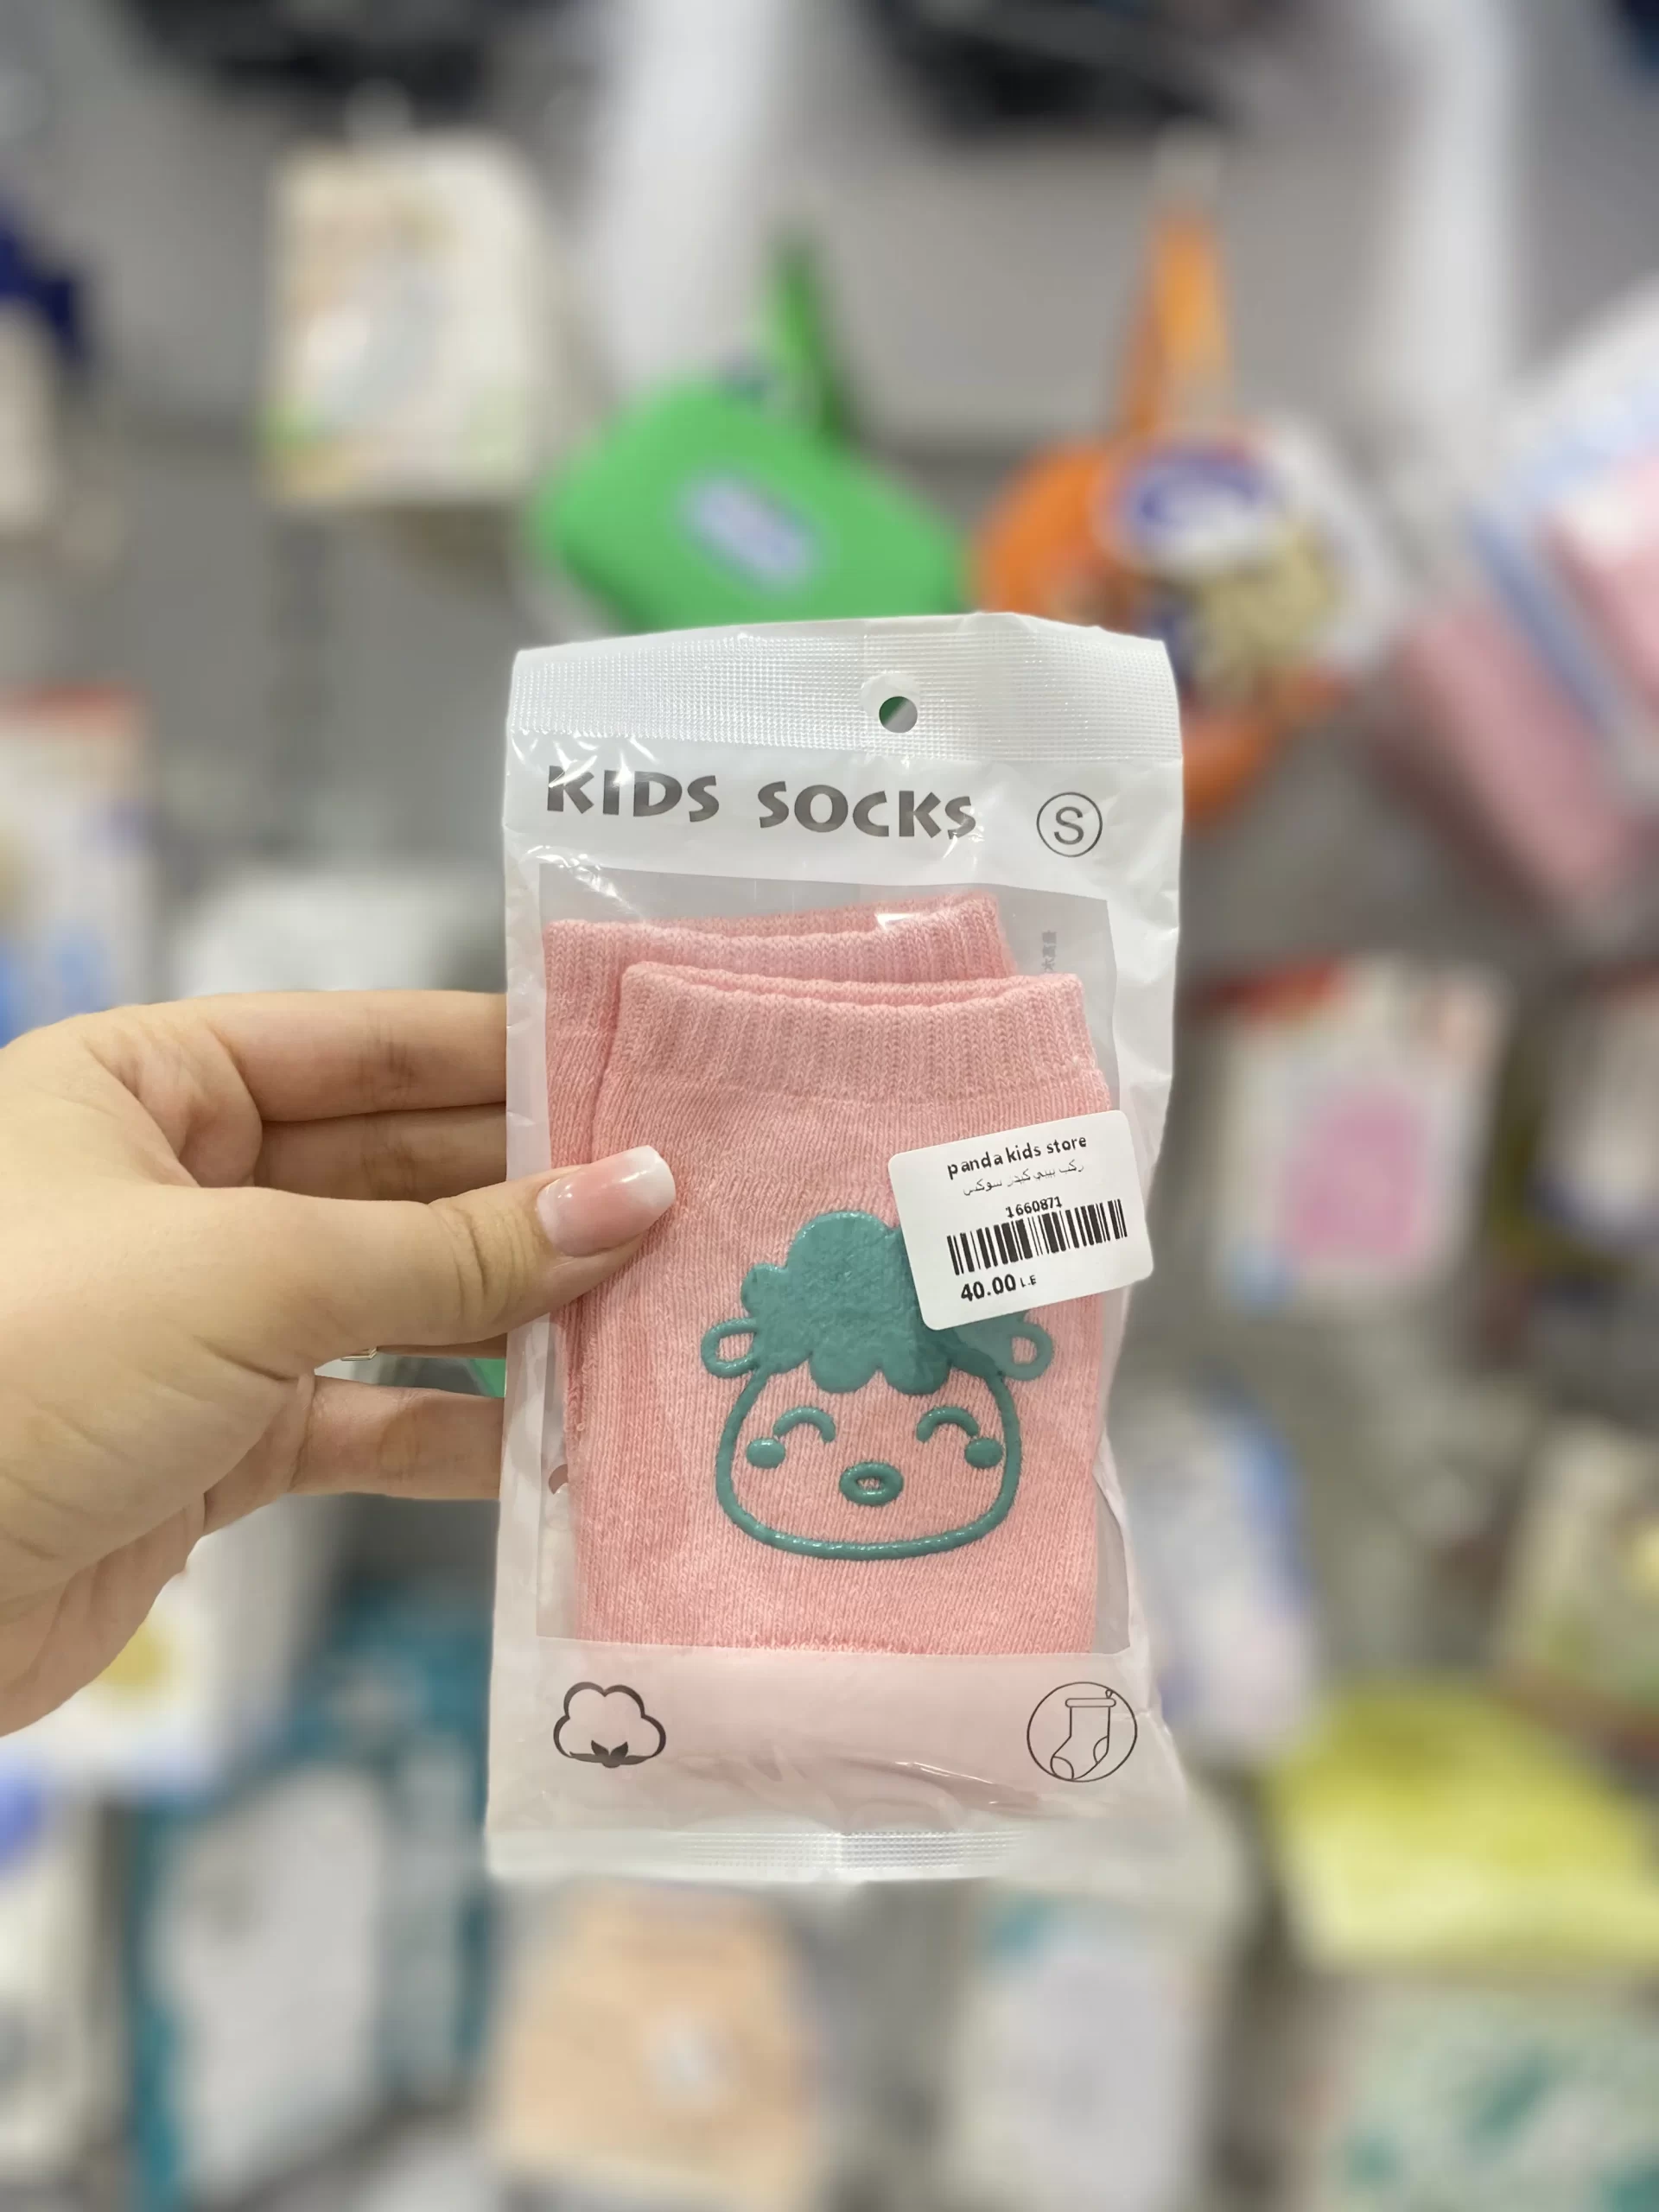 KIDS SOCKS S
panda kids store
ركب بيبي كيدز سوكس
1660871
40.00 L.E